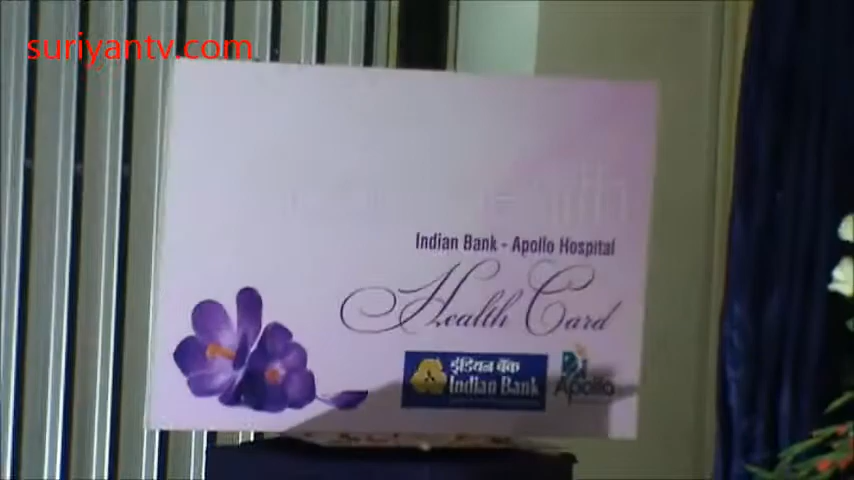 suriyantv.com
Indian Bank - Apollo Hospital
Health Card
इंडियन बैंक
Indian Bank
Apollo